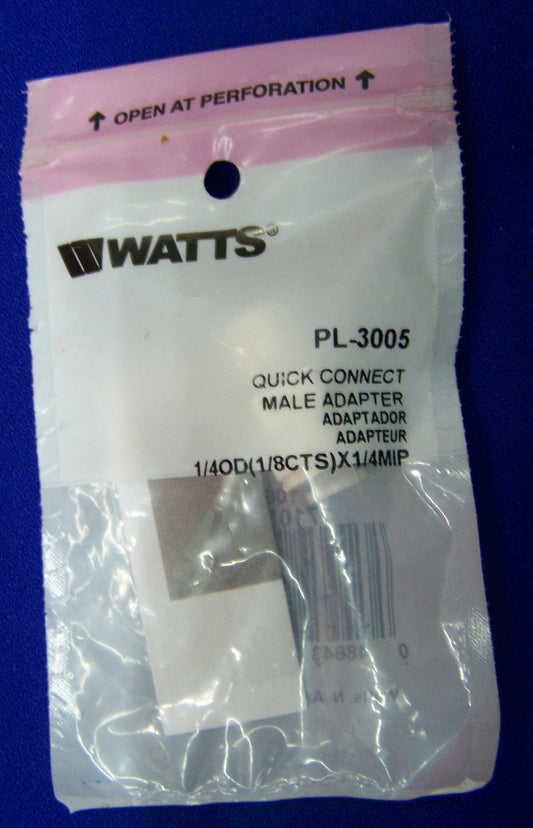 OPEN AT PERFORATION
WATTS®
PL-3005
QUICK CONNECT
MALE ADAPTER
ADAPTADOR
ADAPTEUR
1/4OD(1/8CTS)X1/4MIP